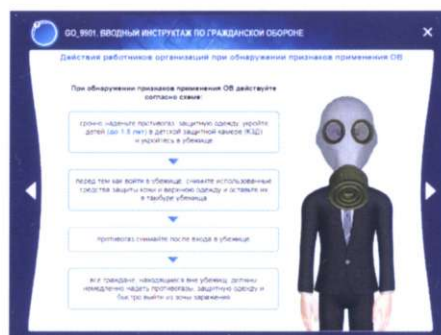 GO_9901. ВВОДНЫЙ ИНСТРУКТАЖ ПО ГРАЖДАНСКОЙ ОБОРОНЕ
Действия работников организаций при обнаружении признаков применения ОВ
При обнаружении признаков применения ОВ действуйте
согласно схеме:
срочно наденьте противогаз, защитную одежду, укройте
детей (до 1,5 лет) в детской защитной камере (КЗД)
и укройтесь в убежище
перед тем как войти в убежище, снимите использованные
средства защиты кожи и верхнюю одежду и оставьте их
в тамбуре убежища
противогаз снимайте после входа в убежище
все граждане, находящиеся вне убежищ, должны
немедленно надеть противогазы, защитную одежду и
быстро выйти из зоны заражения